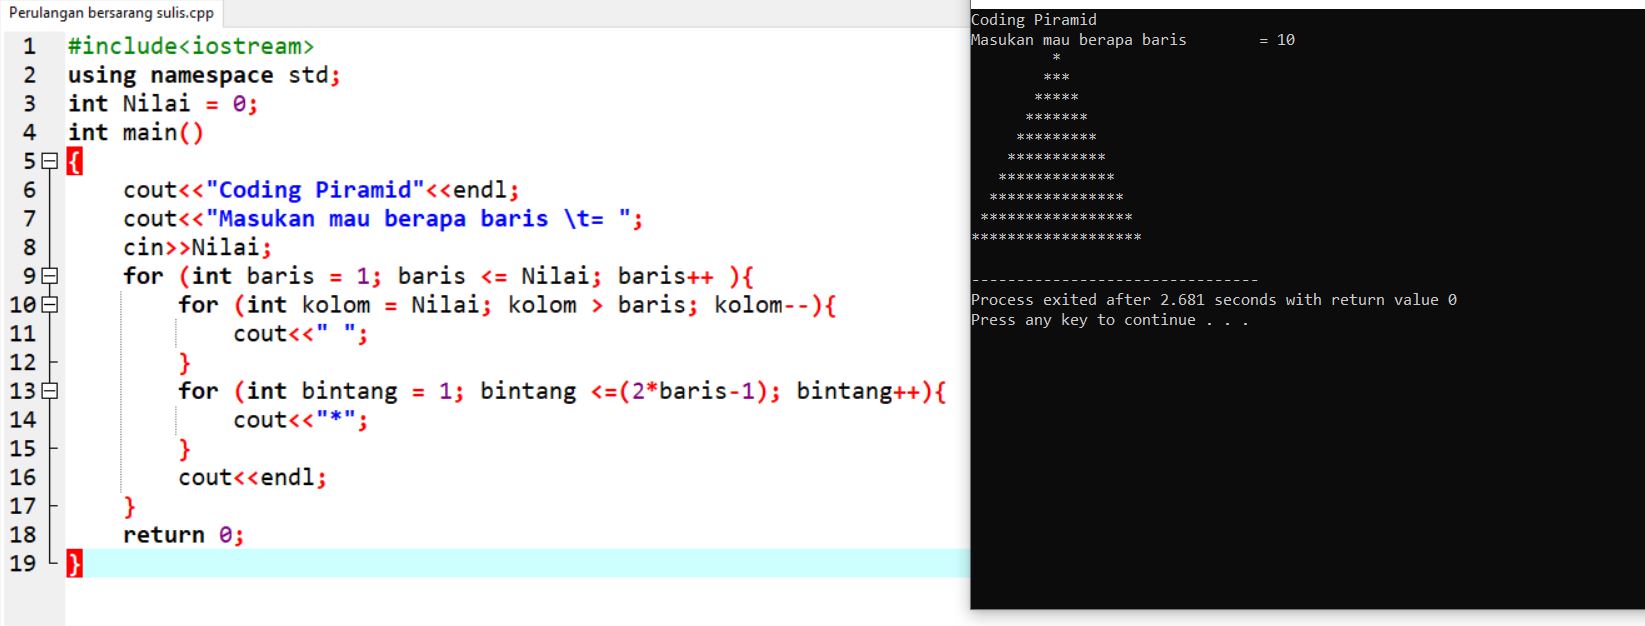 Perulangan bersarang sulis.cpp
1 #include<iostream>
2 using namespace std;
3 int Nilai = 0;
4 int main()
5 {
6     cout<<"Coding Piramid"<<endl;
7     cout<<"Masukan mau berapa baris \t= ";
8     cin>>Nilai;
9     for (int baris = 1; baris <= Nilai; baris++ ){
10         for (int kolom = Nilai; kolom > baris; kolom--){
11             cout<<" ";
12         }
13         for (int bintang = 1; bintang <=(2*baris-1); bintang++){
14             cout<<"*";
15         }
16         cout<<endl;
17     }
18     return 0;
19 }
Coding Piramid
Masukan mau berapa baris        = 10
         *
        ***
       *****
      *******
     *********
    ***********
   *************
  ***************
 *****************
*******************
--------------------------------
Process exited after 2.681 seconds with return value 0
Press any key to continue . . .